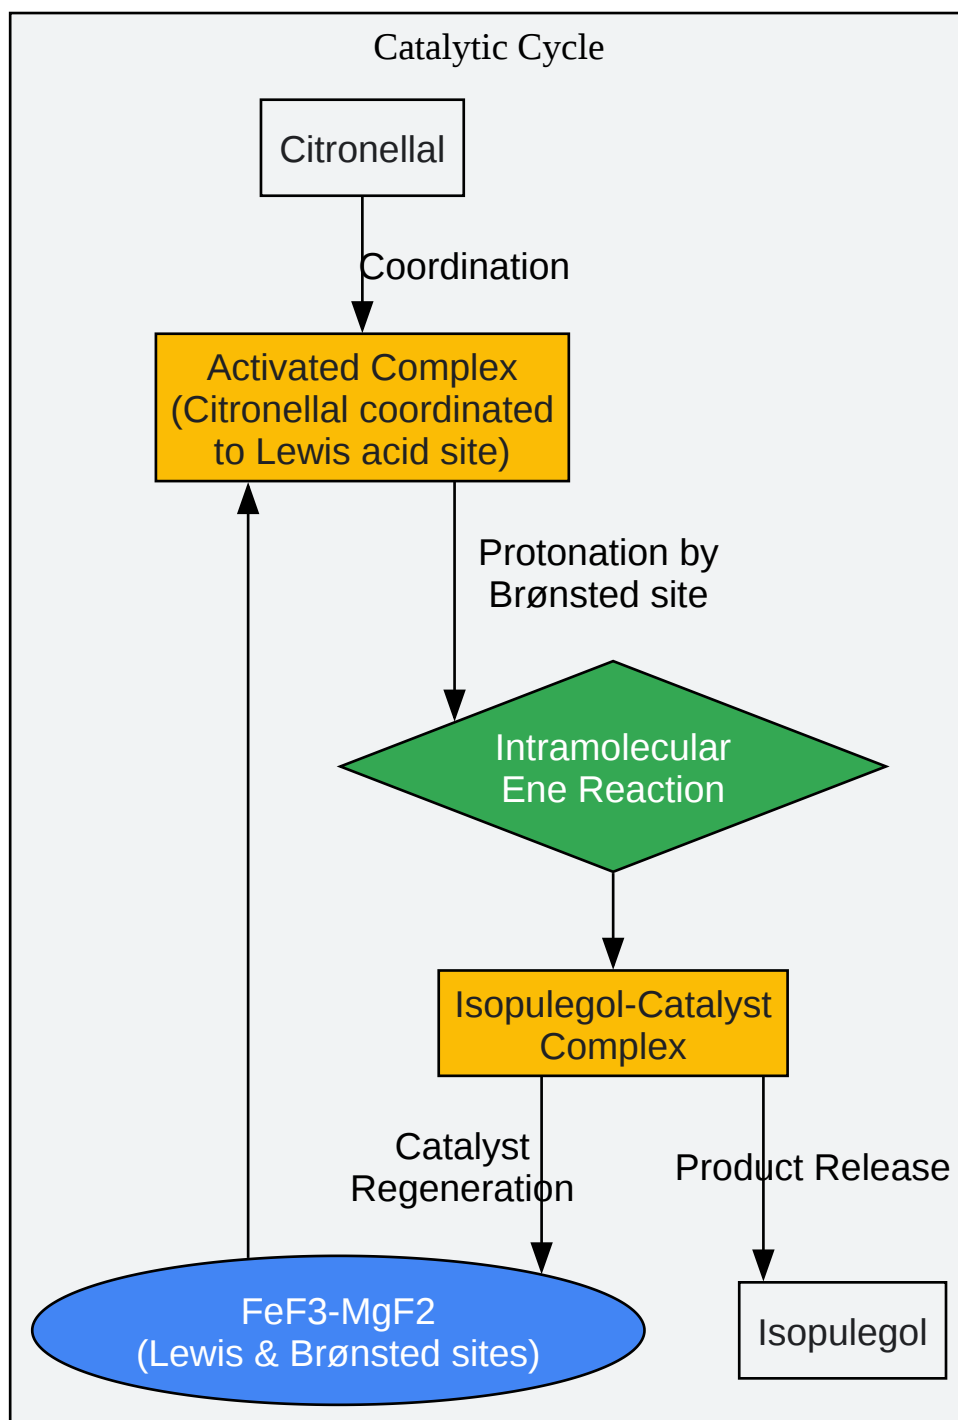 Catalytic Cycle
Citronellal
Coordination
Activated Complex
(Citronellal coordinated
to Lewis acid site)
Protonation by
Brønsted site
Intramolecular
Ene Reaction
Isopulegol-Catalyst
Complex
Catalyst
Regeneration
Product Release
FeF3-MgF2
(Lewis & Brønsted sites)
Isopulegol